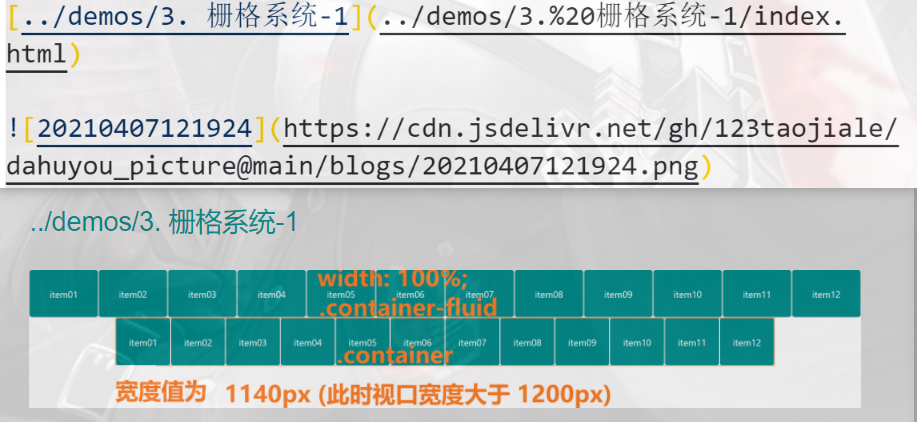 [../demos/3. 栅格系统-1](../demos/3.%20栅格系统-1/index.
html)
![20210407121924](https://cdn.jsdelivr.net/gh/123taojiale/
dahuyou_picture@main/blogs/20210407121924.png)
../demos/3. 栅格系统-1
width: 100%;
item01 item02 item03 item04 item05 item06 item07 item08 item09 item10 item11 item12
.container-fluid
item01 item02 item03 item04 item05 item06 item07 item08 item09 item10 item11 item12
.container
宽度值为 1140px (此时视口宽度大于 1200px)